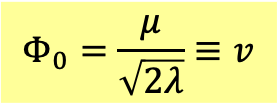 Φ₀ = μ/√(2λ) ≡ v